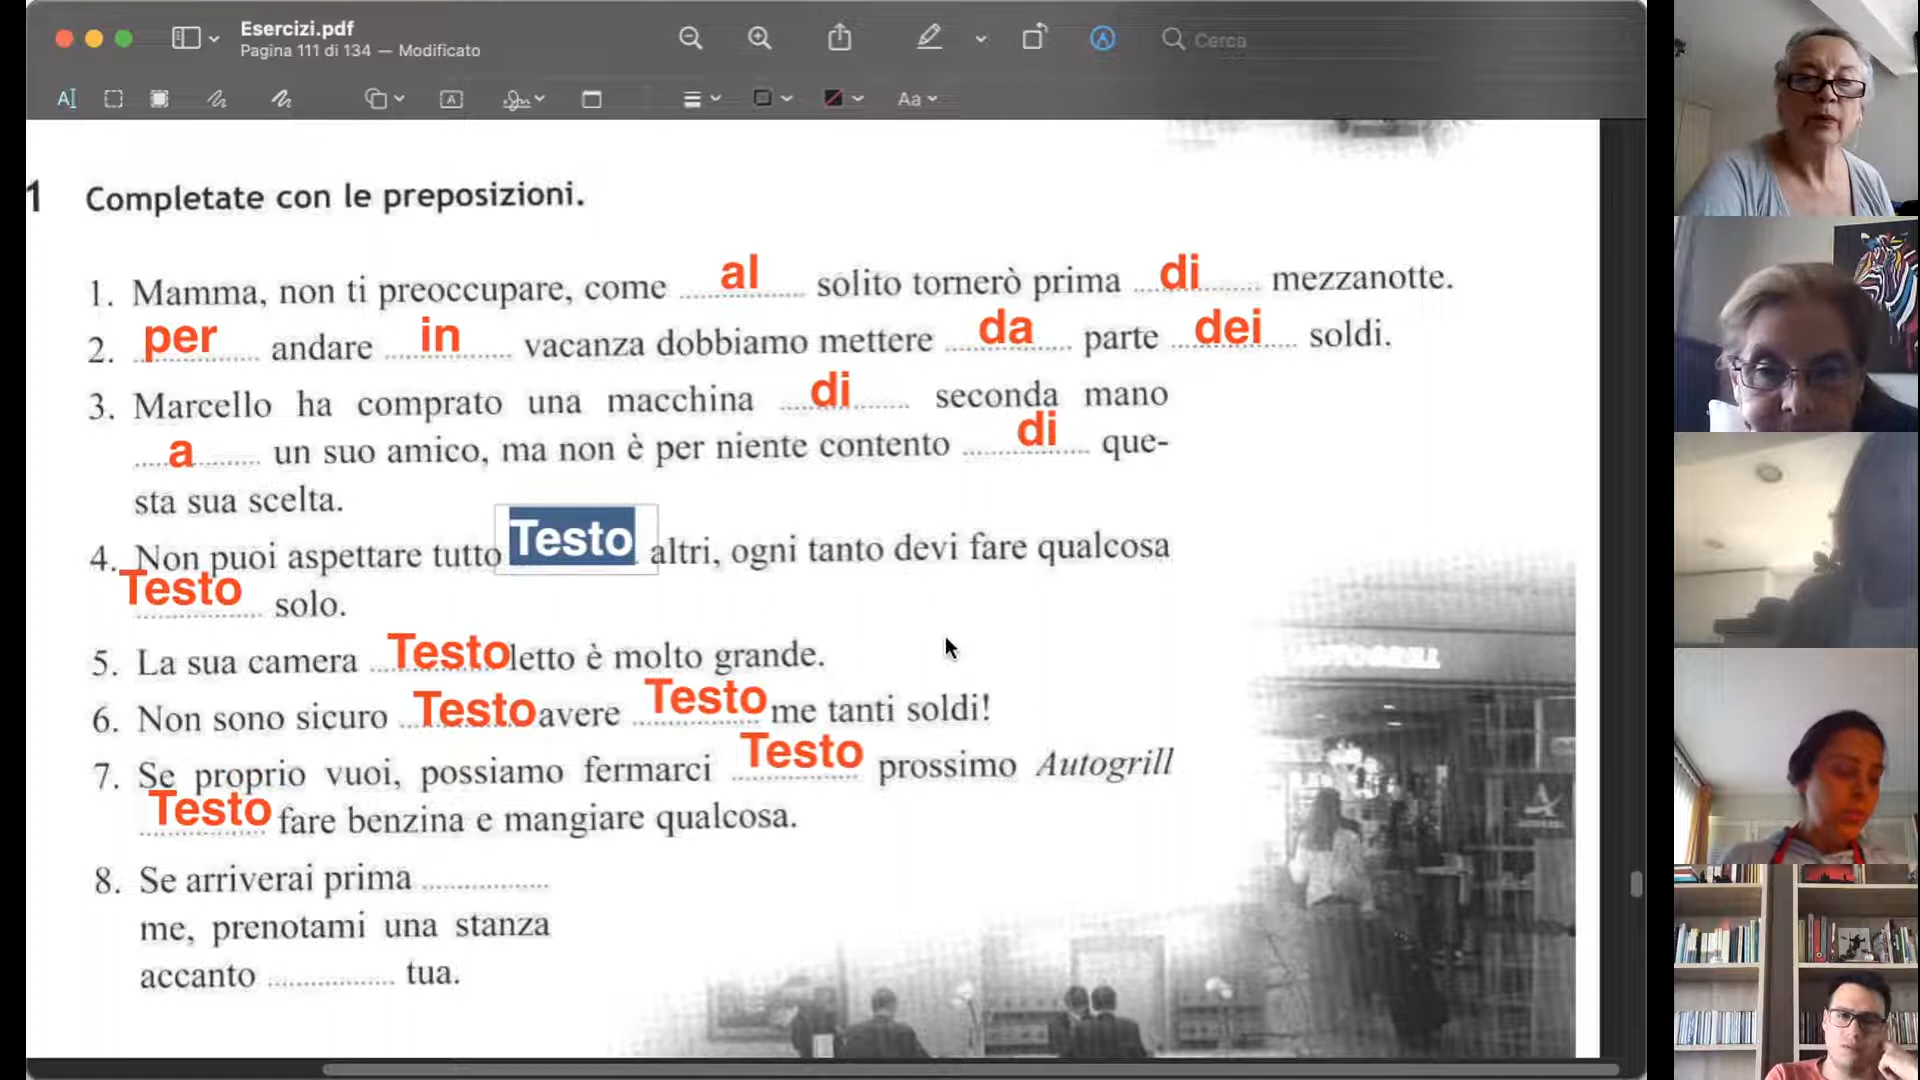 Esercizi.pdf
Pagina 111 di 134 — Modificato
Cerca
1 Completate con le preposizioni.
1. Mamma, non ti preoccupare, come al solito tornerò prima di mezzanotte.
2. per andare in vacanza dobbiamo mettere da parte dei soldi.
3. Marcello ha comprato una macchina di seconda mano
a un suo amico, ma non è per niente contento di que-
sta sua scelta.
4. Non puoi aspettare tutto Testo altri, ogni tanto devi fare qualcosa
Testo solo.
5. La sua camera Testo letto è molto grande.
6. Non sono sicuro Testo avere Testo me tanti soldi!
7. Se proprio vuoi, possiamo fermarci Testo prossimo Autogrill
Testo fare benzina e mangiare qualcosa.
8. Se arriverai prima ................
me, prenotami una stanza
accanto ................ tua.
AUTOGRILL